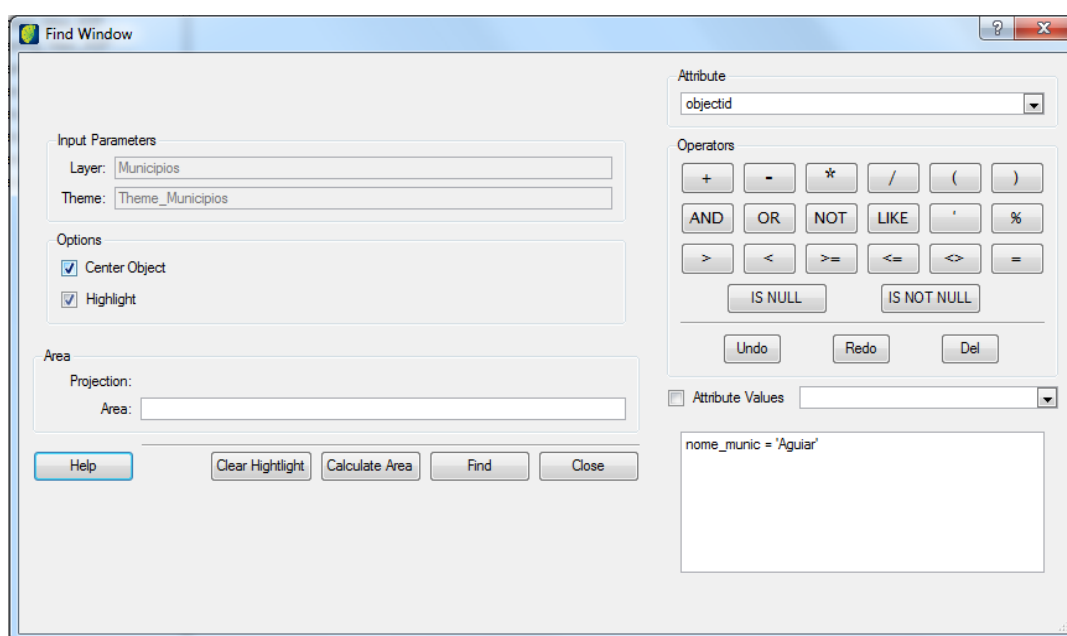 Find Window
Input Parameters
Layer: Municipios
Theme: Theme_Municipios
Options
Center Object
Highlight
Area
Projection:
Area:
Help
Clear Hightlight
Calculate Area
Find
Close
Attribute
objectid
Operators
+ - * / ( )
AND OR NOT LIKE ' %
> < >= <= <> =
IS NULL IS NOT NULL
Undo Redo Del
Attribute Values
nome_munic = 'Aguiar'